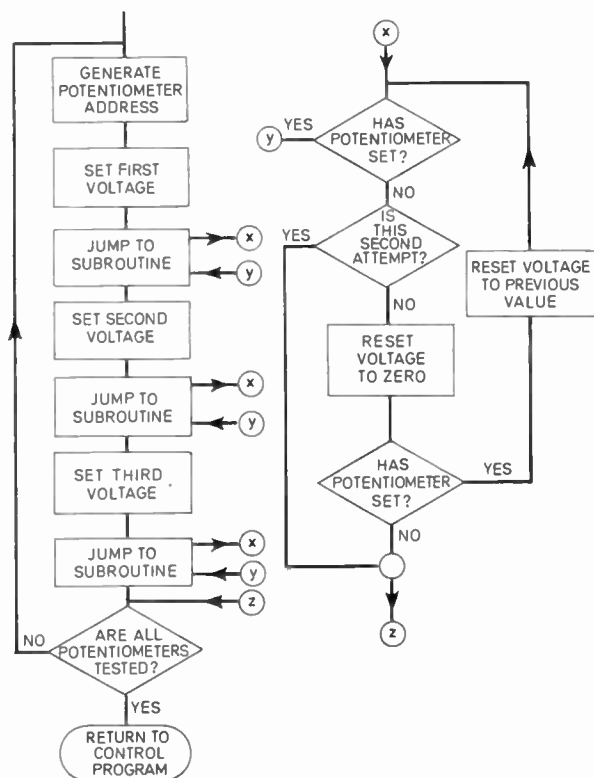 GENERATE
POTENTIOMETER
ADDRESS
SET FIRST
VOLTAGE
JUMP TO
SUBROUTINE
x
y
SET SECOND
VOLTAGE
JUMP TO
SUBROUTINE
x
y
SET THIRD
VOLTAGE
JUMP TO
SUBROUTINE
x
y
z
NO
ARE ALL
POTENTIOMETERS
TESTED?
YES
RETURN TO
CONTROL
PROGRAM
x
YES
y
HAS
POTENTIOMETER
SET?
NO
YES
IS
THIS
SECOND
ATTEMPT?
NO
RESET VOLTAGE
TO PREVIOUS
VALUE
RESET
VOLTAGE
TO ZERO
HAS
POTENTIOMETER
SET?
YES
NO
z